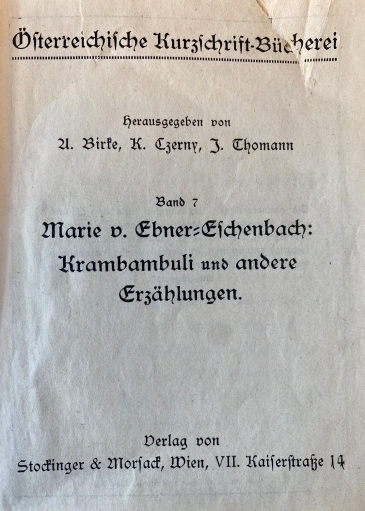 Österreichische Kurzschrift-Bücherei
Herausgegeben von
A. Birke, K. Czerny, J. Thomann
Band 7
Marie v. Ebner-Eschenbach:
Krambambuli und andere
Erzählungen.
Verlag von
Stockinger & Morsack, Wien, VII. Kaiserstraße 14